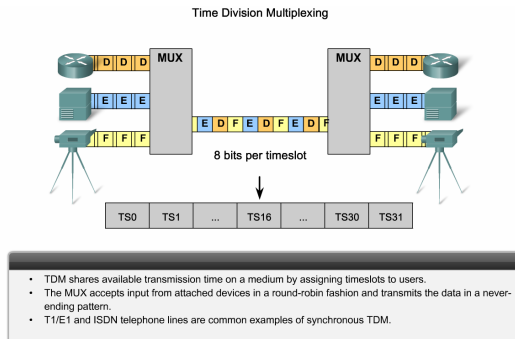 Time Division Multiplexing
MUX
MUX
D D D
D D D
E E E
E E E
E D F E D F E D F
F F F
F F F
8 bits per timeslot
TS0 TS1 ... TS16 ... TS30 TS31
• TDM shares available transmission time on a medium by assigning timeslots to users.
• The MUX accepts input from attached devices in a round-robin fashion and transmits the data in a never-
ending pattern.
• T1/E1 and ISDN telephone lines are common examples of synchronous TDM.